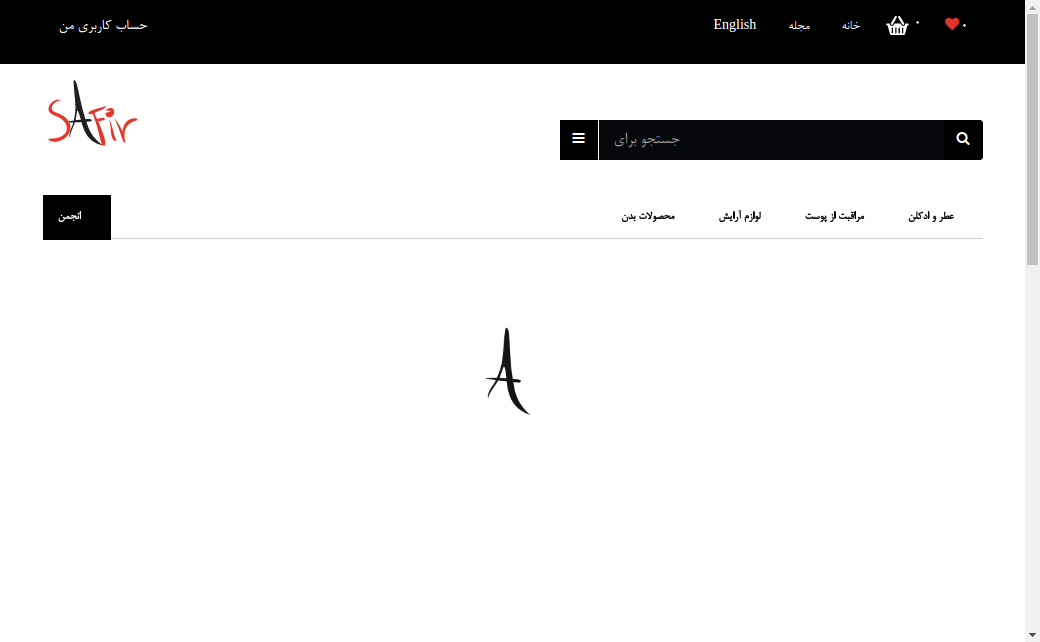 ۰ ۰ خانه مجله English حساب کاربری من
SAFir
جستجو برای
عطر و ادکلن مراقبت از پوست لوازم آرایش محصولات بدن انجمن
A